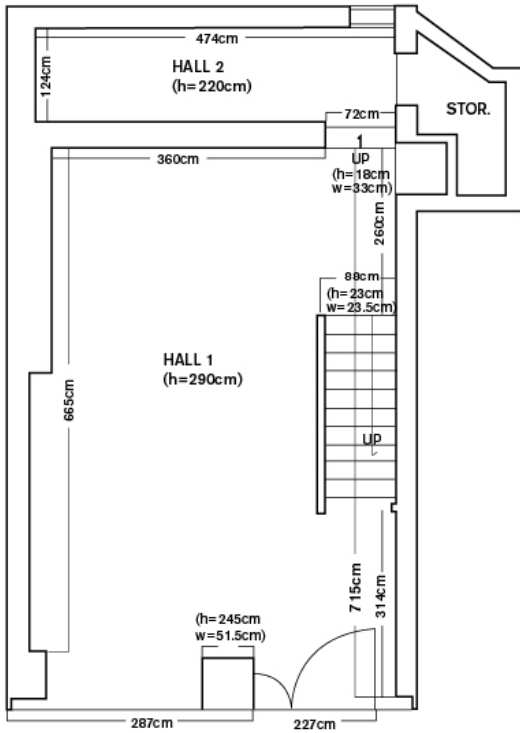 474cm
124cm
HALL 2
(h=220cm)
STOR.
72cm
360cm
1
UP
(h=18cm
w=33cm)
260cm
88cm
(h=23cm
w=23.5cm)
HALL 1
(h=290cm)
665cm
UP
715cm
314cm
(h=245cm
w=51.5cm)
287cm
227cm